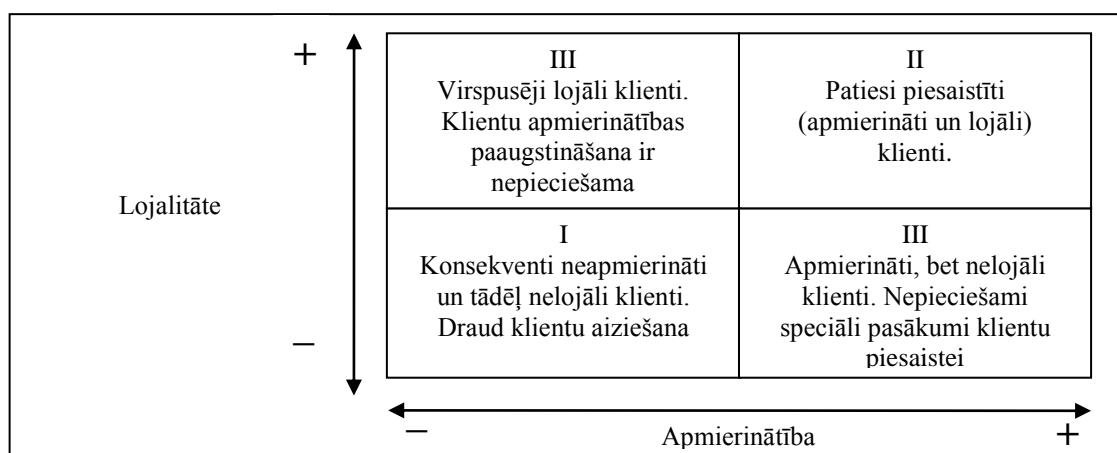 +
III
Virspusēji lojāli klienti.
Klientu apmierinātības
paaugstināšana ir
nepieciešama
II
Patiesi piesaistīti
(apmierināti un lojāli)
klienti.
Lojalitāte
I
Konsekventi neapmierināti
un tādēļ nelojāli klienti.
Draud klientu aiziešana
III
Apmierināti, bet nelojāli
klienti. Nepieciešami
speciāli pasākumi klientu
piesaistei
–
– Apmierinātība +